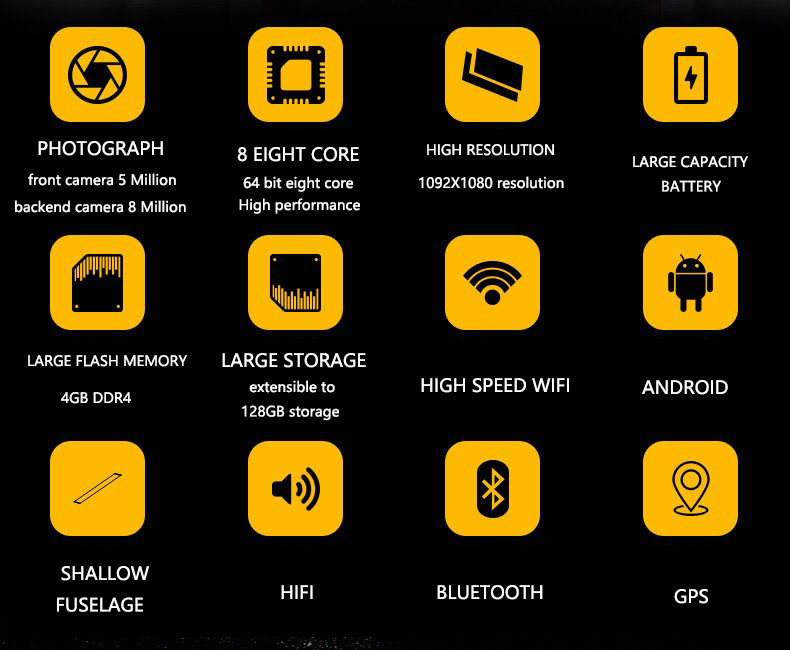 PHOTOGRAPH
front camera 5 Million
backend camera 8 Million
8 EIGHT CORE
64 bit eight core
High performance
HIGH RESOLUTION
1092X1080 resolution
LARGE CAPACITY
BATTERY
LARGE FLASH MEMORY
4GB DDR4
LARGE STORAGE
extensible to
128GB storage
HIGH SPEED WIFI
ANDROID
SHALLOW
FUSELAGE
HIFI
BLUETOOTH
GPS